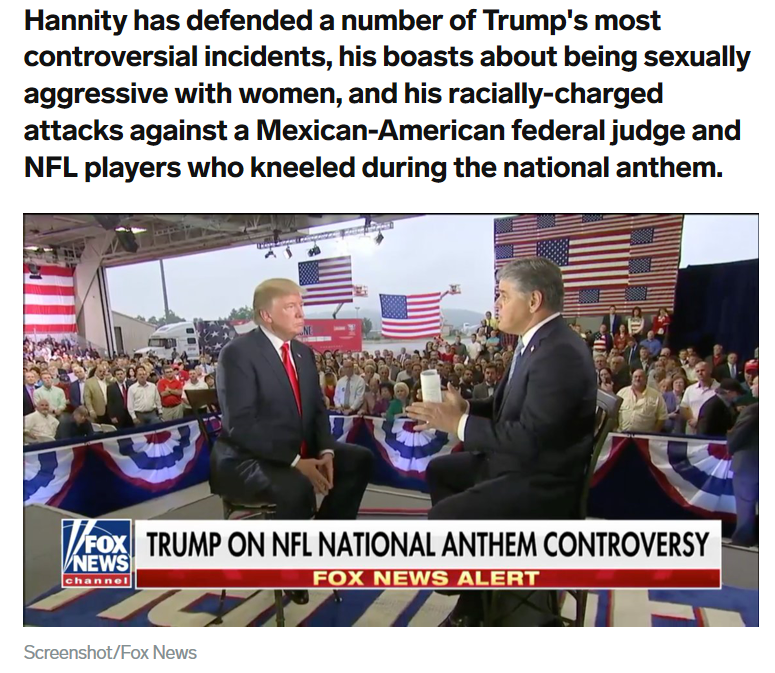 Hannity has defended a number of Trump's most
controversial incidents, his boasts about being sexually
aggressive with women, and his racially-charged
attacks against a Mexican-American federal judge and
NFL players who kneeled during the national anthem.
FOX
NEWS
channel
TRUMP ON NFL NATIONAL ANTHEM CONTROVERSY
FOX NEWS ALERT
Screenshot/Fox News